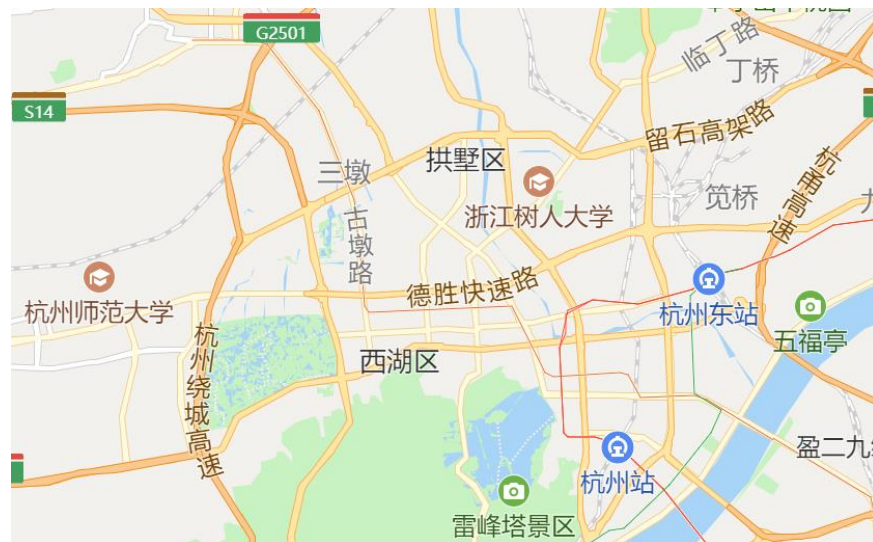 G2501
临丁路
丁桥
S14
留石高架路
拱墅区
三墩
杭甬高速
笕桥
浙江树人大学
古墩路
杭州师范大学
德胜快速路
杭州东站
五福亭
杭州绕城高速
西湖区
盈二九
杭州站
雷峰塔景区